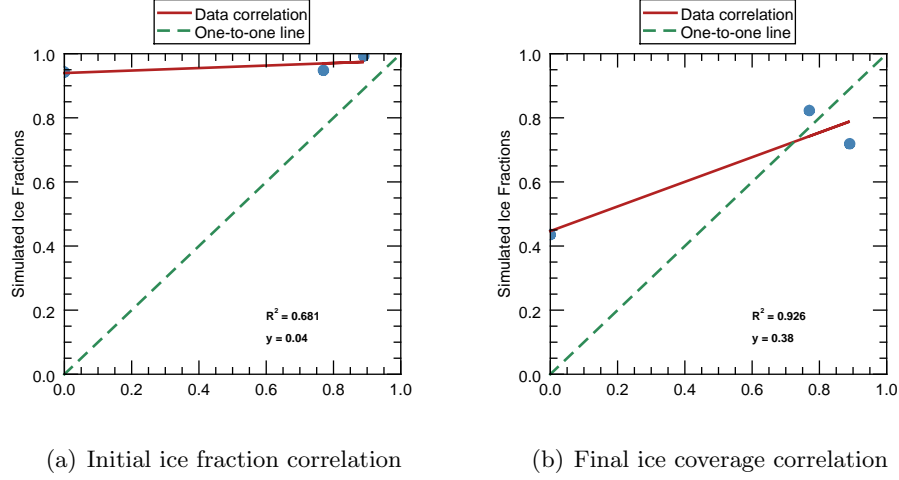 Data correlation
One-to-one line
1.0
0.8
0.6
0.4
0.2
0.0
Simulated Ice Fractions
R² = 0.681
y = 0.04
0.0 0.2 0.4 0.6 0.8 1.0
(a) Initial ice fraction correlation
Data correlation
One-to-one line
1.0
0.8
0.6
0.4
0.2
0.0
Simulated Ice Fractions
R² = 0.926
y = 0.38
0.0 0.2 0.4 0.6 0.8 1.0
(b) Final ice coverage correlation